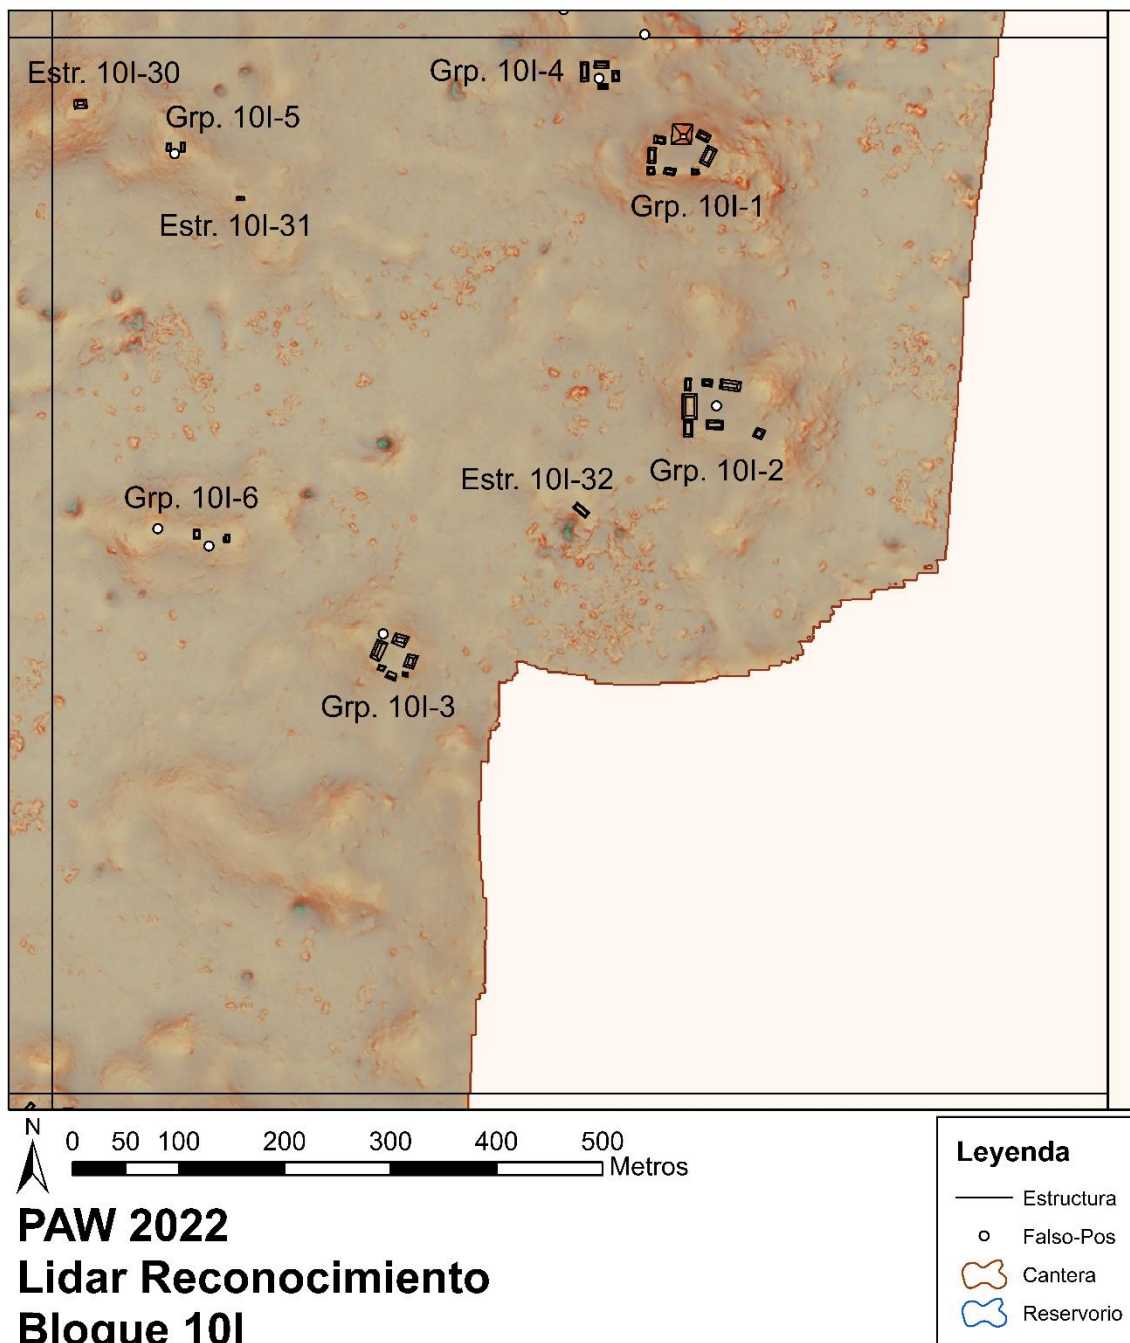 Estr. 10I-30
Grp. 10I-4
Grp. 10I-5
Grp. 10I-1
Estr. 10I-31
Grp. 10I-2
Estr. 10I-32
Grp. 10I-6
Grp. 10I-3
N
0 50 100 200 300 400 500
Metros
PAW 2022
Lidar Reconocimiento
Bloque 10I
Leyenda
Estructura
Falso-Pos
Cantera
Reservorio